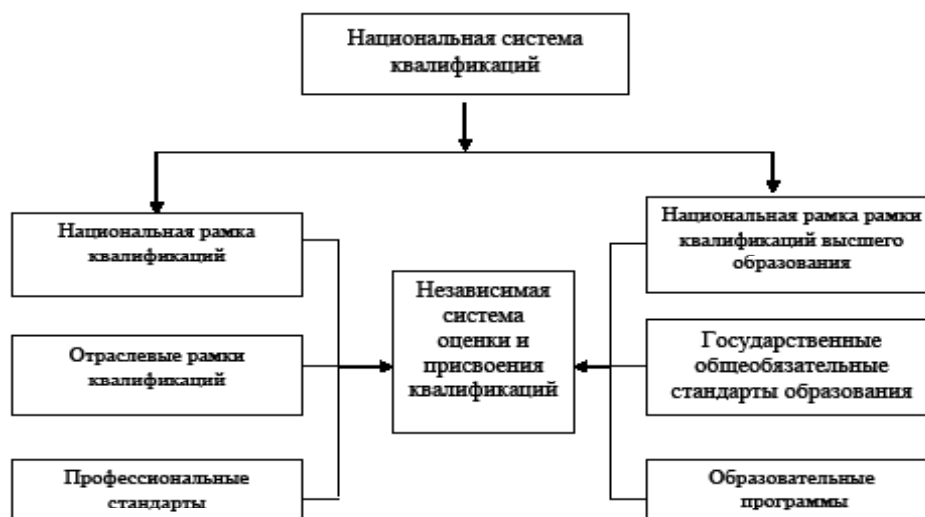 Национальная система
квалификаций
Национальная рамка
квалификаций
Национальная рамка рамки
квалификаций высшего
образования
Независимая
система
оценки и
присвоения
квалификаций
Отраслевые рамки
квалификаций
Государственные
общеобязательные
стандарты образования
Профессиональные
стандарты
Образовательные
программы